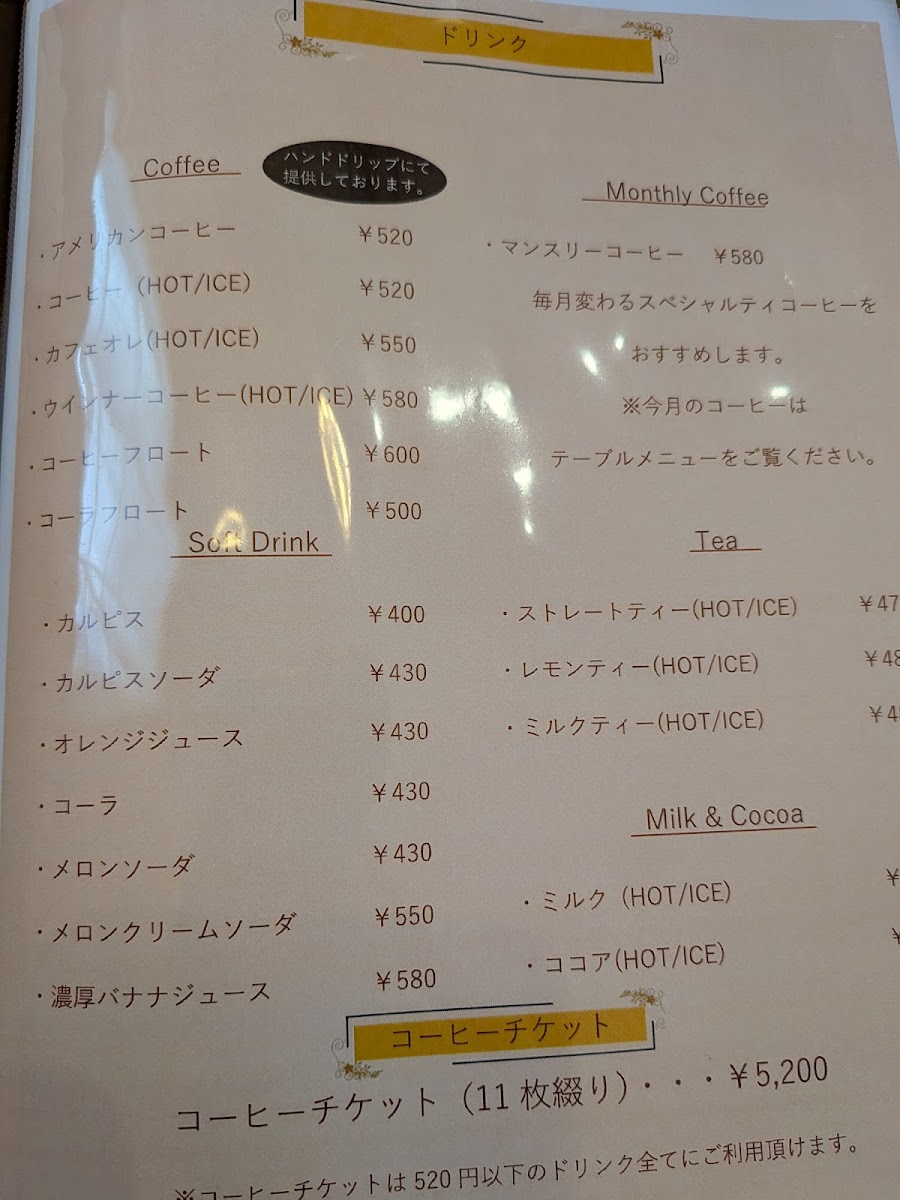 ドリンク
Coffee
ハンドドリップにて
提供しております。
・アメリカンコーヒー ￥520
・コーヒー（HOT/ICE） ￥520
・カフェオレ(HOT/ICE) ￥550
・ウインナーコーヒー(HOT/ICE) ￥580
・コーヒーフロート ￥600
・コーラフロート ￥500
Soft Drink
・カルピス ￥400
・カルピスソーダ ￥430
・オレンジジュース ￥430
・コーラ ￥430
・メロンソーダ ￥430
・メロンクリームソーダ ￥550
・濃厚バナナジュース ￥580
Monthly Coffee
・マンスリーコーヒー ￥580
毎月変わるスペシャルティコーヒーを
おすすめします。
※今月のコーヒーは
テーブルメニューをご覧ください。
Tea
・ストレートティー(HOT/ICE) ￥47
・レモンティー(HOT/ICE) ￥48
・ミルクティー(HOT/ICE) ￥4
Milk & Cocoa
・ミルク（HOT/ICE） ￥
・ココア(HOT/ICE) ￥
コーヒーチケット
コーヒーチケット（11 枚綴り）・・・￥5,200
※コーヒーチケットは 520 円以下のドリンク全てにご利用頂けます。